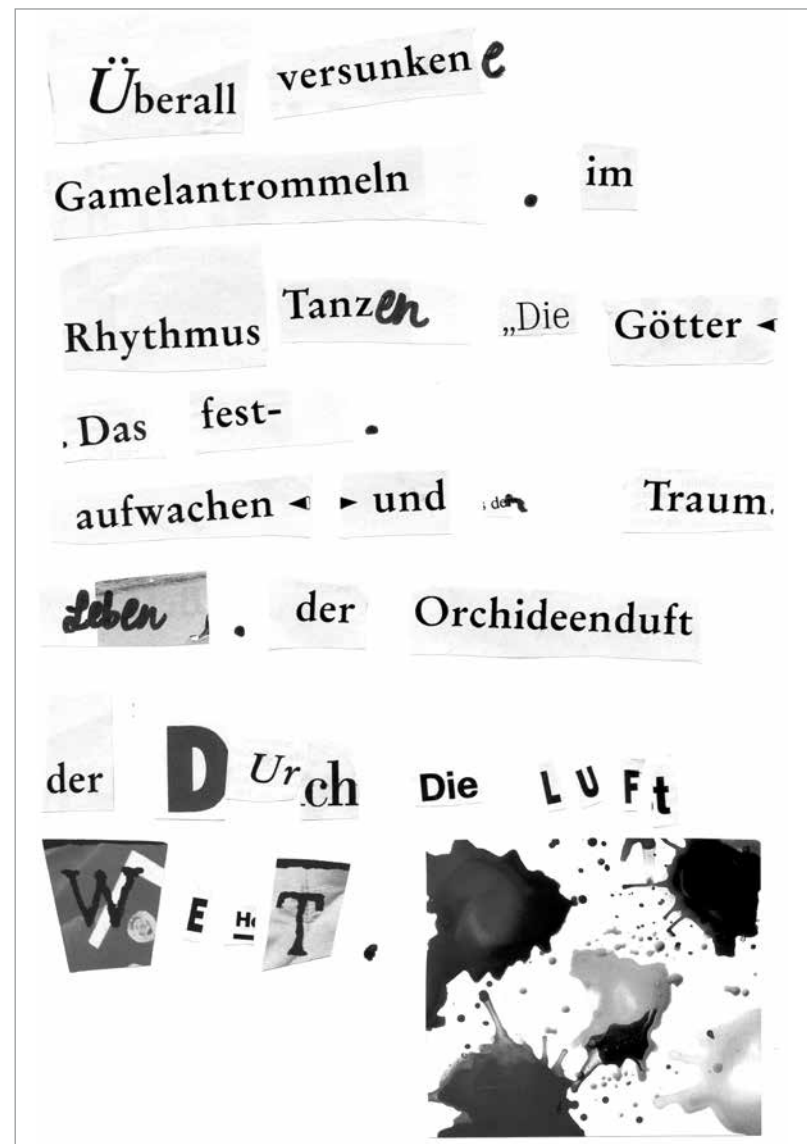 Überall versunkene
Gamelantrommeln . im
Rhythmus Tanzen „Die Götter
. Das fest- .
aufwachen und den Traum.
Leben . der Orchideenduft
der DUrch Die LUFt
WEHT .